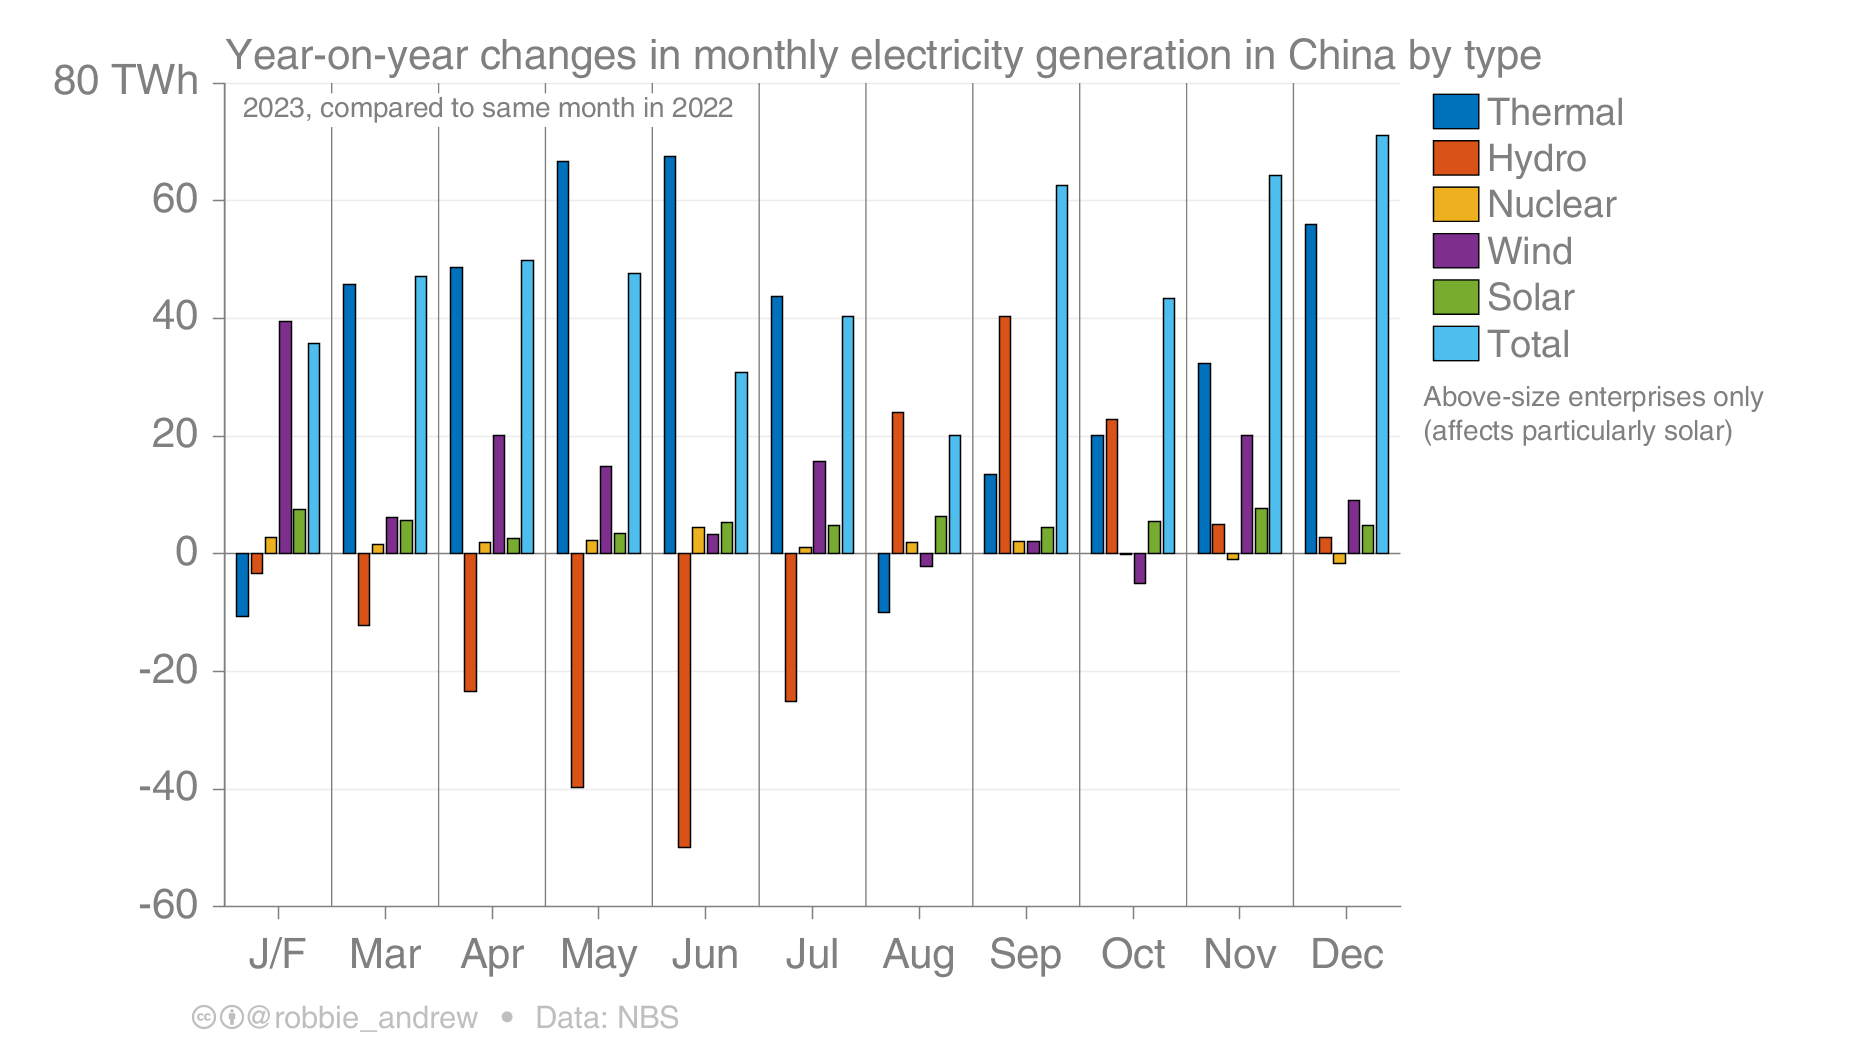 Year-on-year changes in monthly electricity generation in China by type
80 TWh
2023, compared to same month in 2022
60
40
20
0
-20
-40
-60
J/F Mar Apr May Jun Jul Aug Sep Oct Nov Dec
Thermal
Hydro
Nuclear
Wind
Solar
Total
Above-size enterprises only
(affects particularly solar)
cc @robbie_andrew • Data: NBS